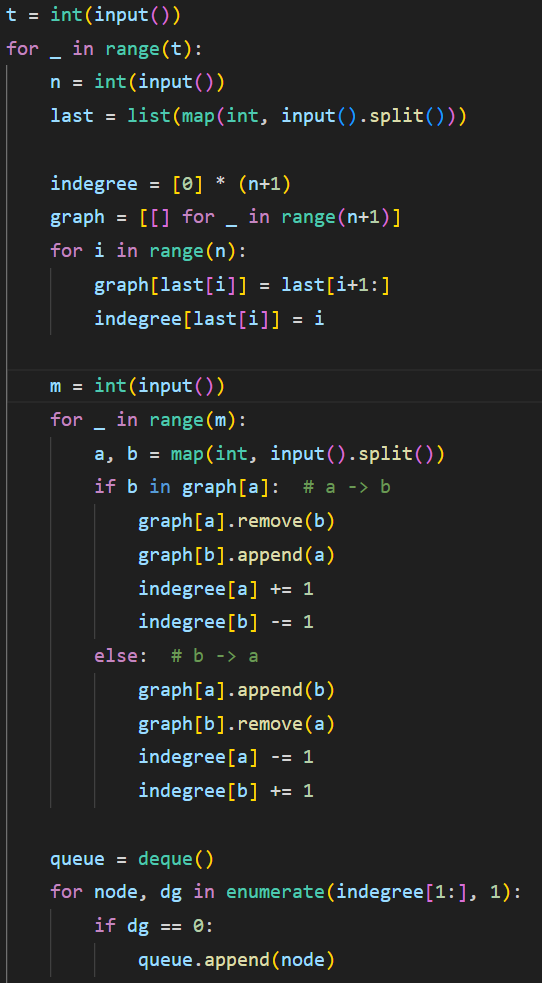 t = int(input())
for _ in range(t):
    n = int(input())
    last = list(map(int, input().split()))

    indegree = [0] * (n+1)
    graph = [[] for _ in range(n+1)]
    for i in range(n):
        graph[last[i]] = last[i+1:]
        indegree[last[i]] = i

    m = int(input())
    for _ in range(m):
        a, b = map(int, input().split())
        if b in graph[a]:  # a -> b
            graph[a].remove(b)
            graph[b].append(a)
            indegree[a] += 1
            indegree[b] -= 1
        else:  # b -> a
            graph[a].append(b)
            graph[b].remove(a)
            indegree[a] -= 1
            indegree[b] += 1

    queue = deque()
    for node, dg in enumerate(indegree[1:], 1):
        if dg == 0:
            queue.append(node)